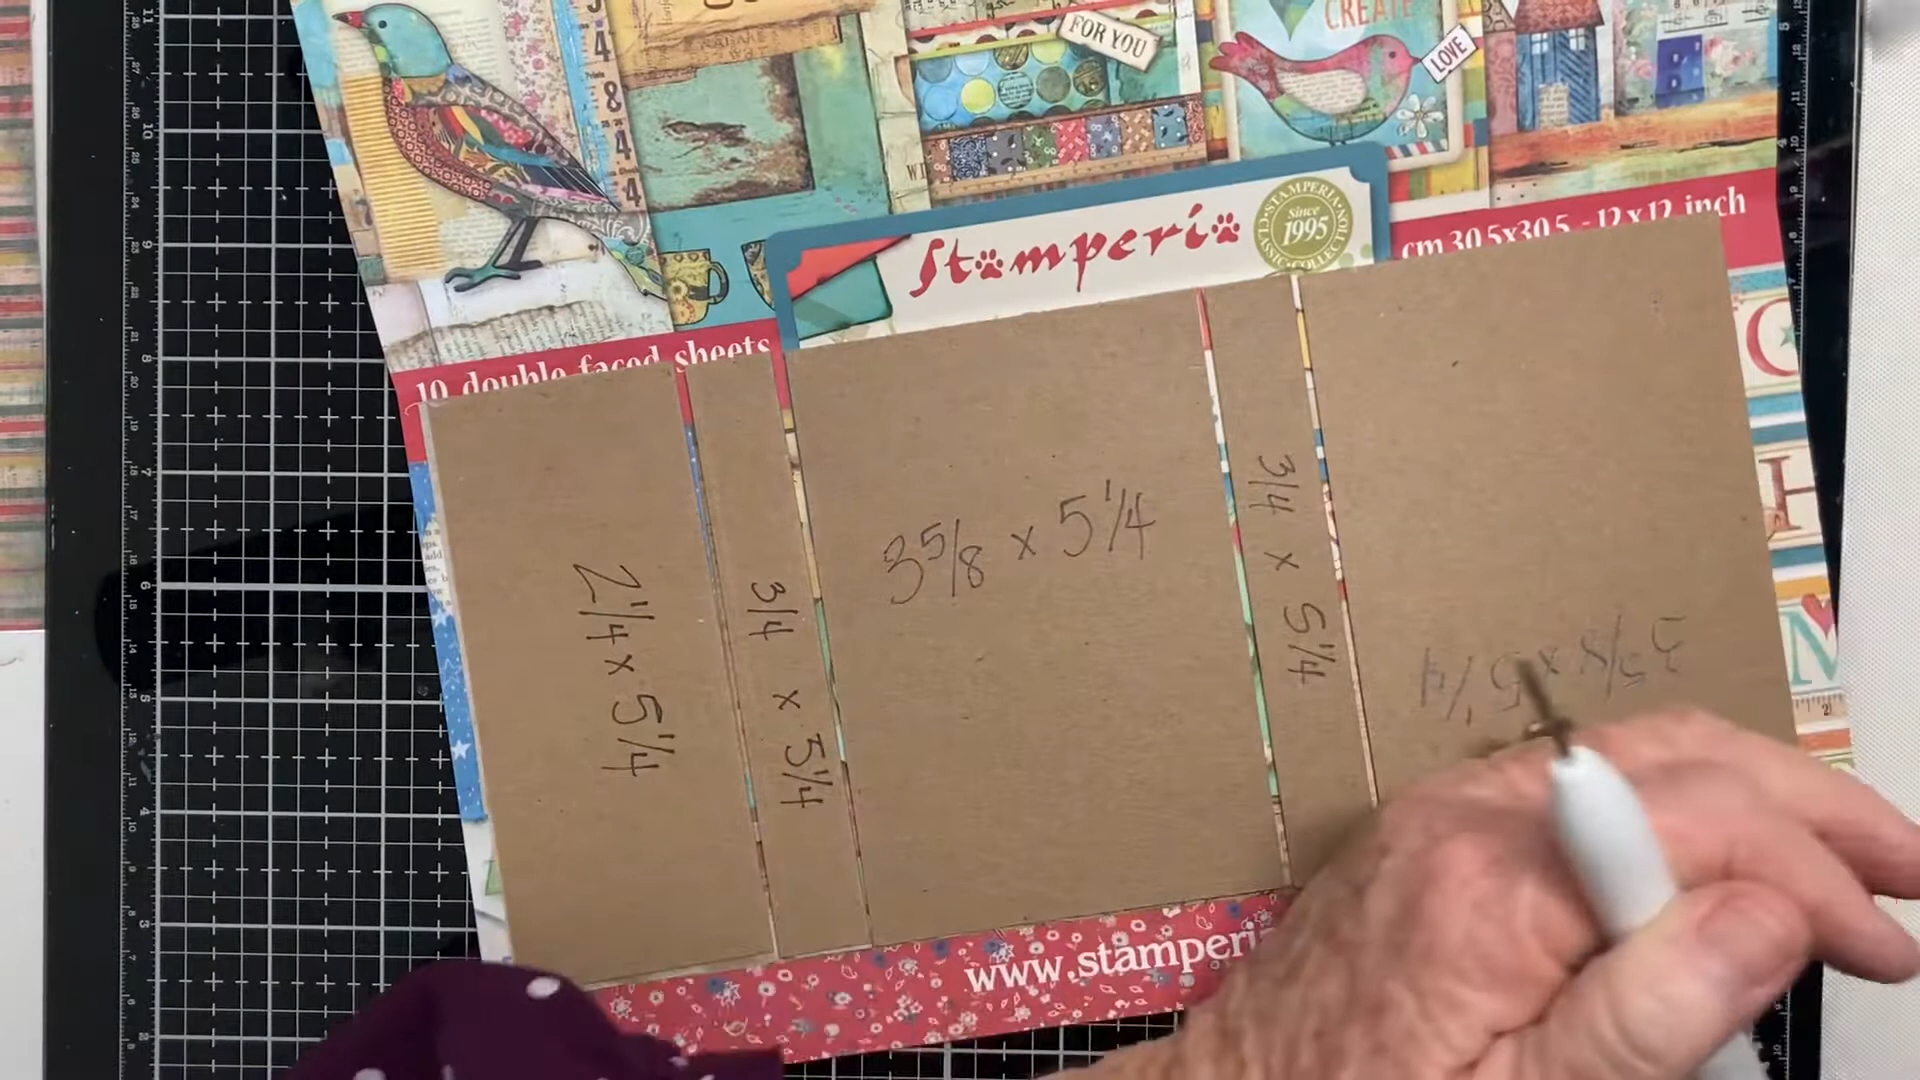 CREATE
FOR YOU
LOVE
Stamperia
STAMPERIA
Since
1995
CLASSIC COLLECTION
cm 30.5x30.5 - 12x12 inch
10 double faced sheets
3 5/8 x 5 1/4
3/4 x 5 1/4
2 1/4 x 5 1/4
3/4 x 5 1/4
3 5/8 x 5 1/4
www.stamperi